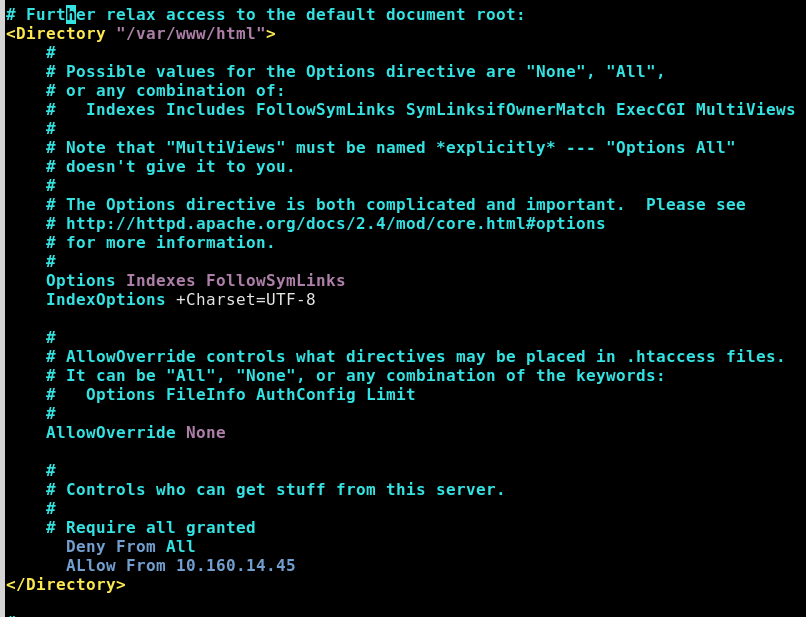 # Further relax access to the default document root:
<Directory "/var/www/html">
    #
    # Possible values for the Options directive are "None", "All",
    # or any combination of:
    #   Indexes Includes FollowSymLinks SymLinksifOwnerMatch ExecCGI MultiViews
    #
    # Note that "MultiViews" must be named *explicitly* --- "Options All"
    # doesn't give it to you.
    #
    # The Options directive is both complicated and important.  Please see
    # http://httpd.apache.org/docs/2.4/mod/core.html#options
    # for more information.
    #
    Options Indexes FollowSymLinks
    IndexOptions +Charset=UTF-8

    #
    # AllowOverride controls what directives may be placed in .htaccess files.
    # It can be "All", "None", or any combination of the keywords:
    #   Options FileInfo AuthConfig Limit
    #
    AllowOverride None

    #
    # Controls who can get stuff from this server.
    #
    # Require all granted
      Deny From All
      ALlow From 10.160.14.45
</Directory>